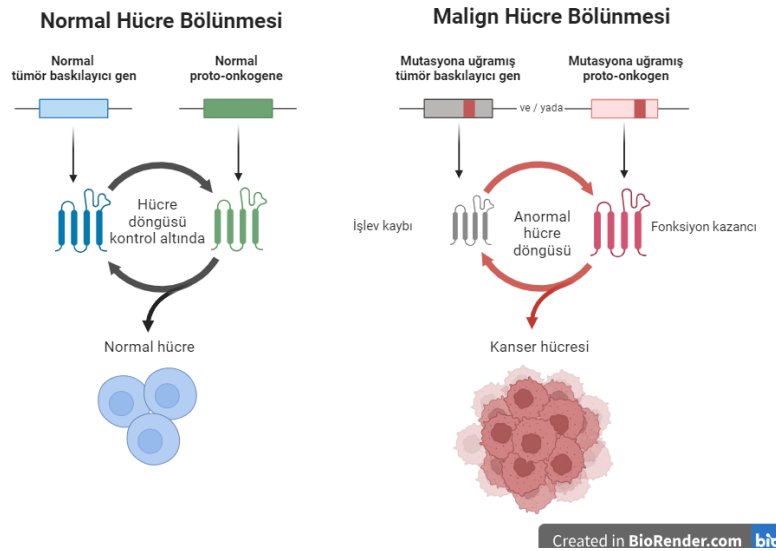 Normal Hücre Bölünmesi
Normal
tümör baskılayıcı gen
Normal
proto-onkogene
Hücre
döngüsü
kontrol altında
Normal hücre
Malign Hücre Bölünmesi
Mutasyona uğramış
tümör baskılayıcı gen
ve / yada
Mutasyona uğramış
proto-onkogen
İşlev kaybı
Anormal
hücre
döngüsü
Fonksiyon kazancı
Kanser hücresi
Created in BioRender.com bio